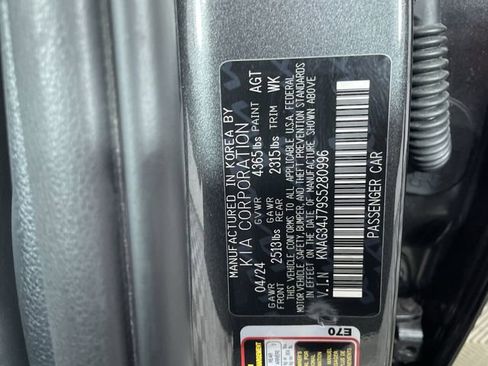 MANUFACTURED IN KOREA BY
KIA CORPORATION
04/24 GVWR 4365lbs PAINT AGT
GAWR FRONT 2513lbs GAWR REAR 2315lbs TRIM WK
THIS VEHICLE CONFORMS TO ALL APPLICABLE U.S.A. FEDERAL
MOTOR VEHICLE SAFETY, BUMPER, AND THEFT PREVENTION STANDARDS
IN EFFECT ON THE DATE OF MANUFACTURE SHOWN ABOVE
V.I.N KNAG34J79S5280996
PASSENGER CAR
E70